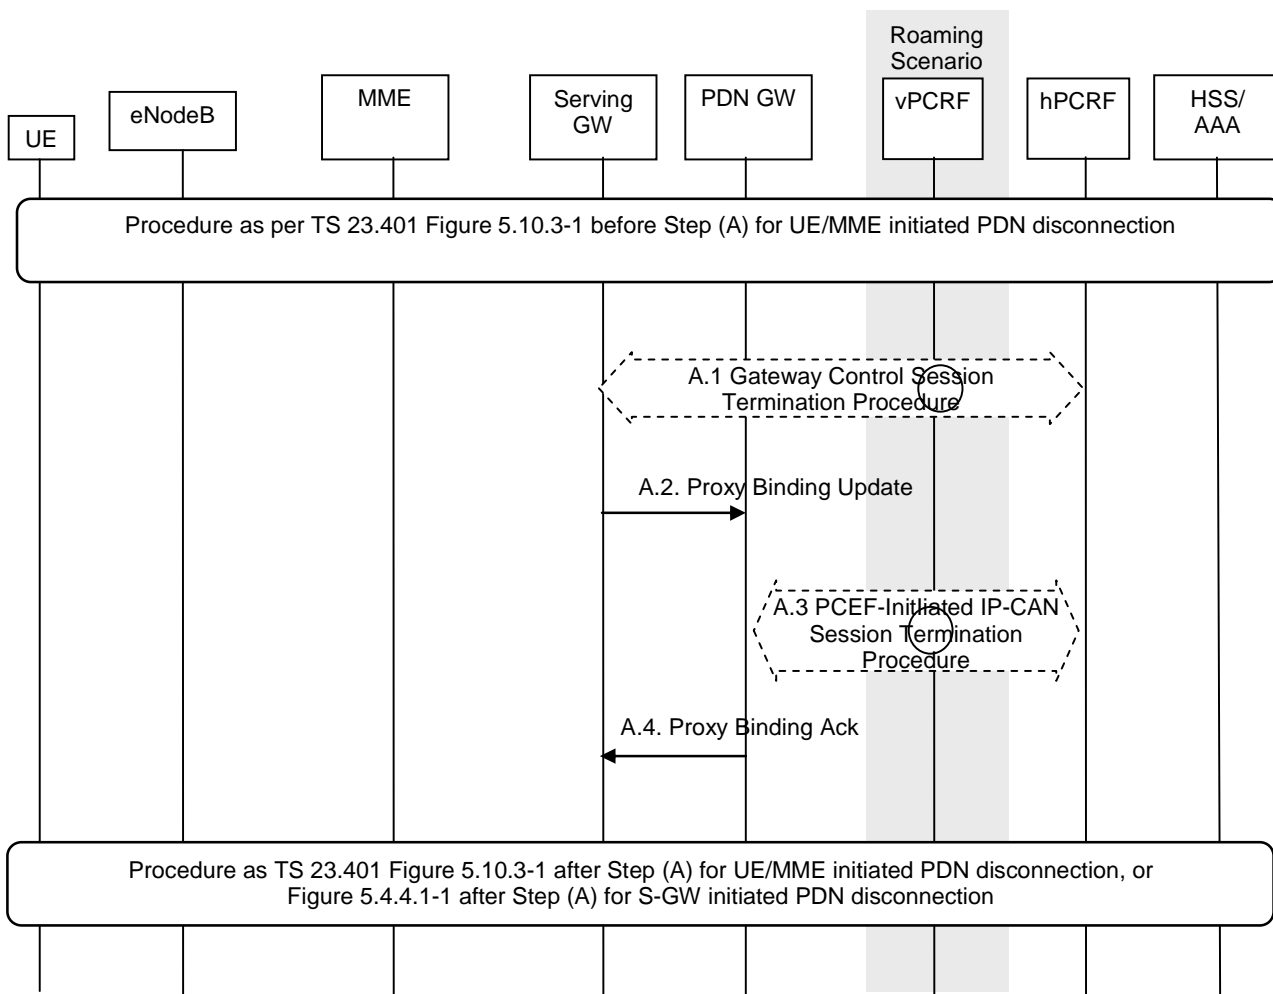 Roaming
Scenario
UE
eNodeB
MME
Serving
GW
PDN GW
vPCRF
hPCRF
HSS/
AAA
Procedure as per TS 23.401 Figure 5.10.3-1 before Step (A) for UE/MME initiated PDN disconnection
A.1 Gateway Control Session
Termination Procedure
A.2. Proxy Binding Update
A.3 PCEF-Initliated IP-CAN
Session Termination
Procedure
A.4. Proxy Binding Ack
Procedure as TS 23.401 Figure 5.10.3-1 after Step (A) for UE/MME initiated PDN disconnection, or
Figure 5.4.4.1-1 after Step (A) for S-GW initiated PDN disconnection